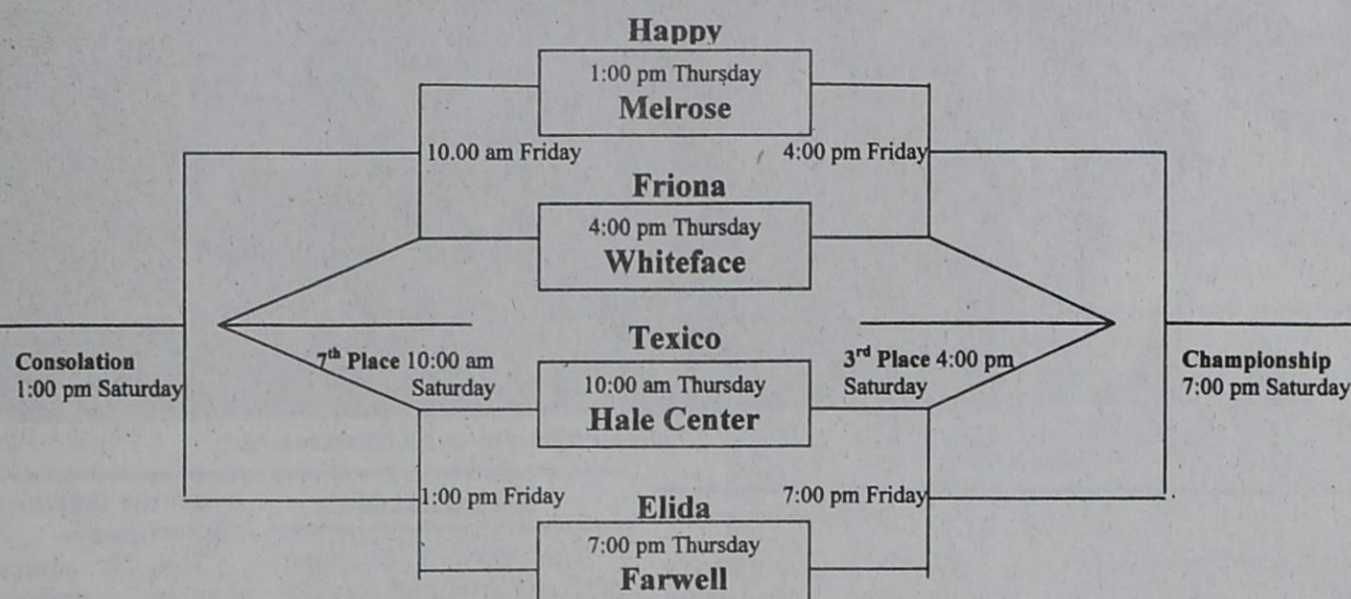 Happy
1:00 pm Thursday
Melrose
10.00 am Friday
4:00 pm Friday
Friona
4:00 pm Thursday
Whiteface
Texico
10:00 am Thursday
Hale Center
Consolation
1:00 pm Saturday
7th Place 10:00 am
Saturday
3rd Place 4:00 pm
Saturday
Championship
7:00 pm Saturday
1:00 pm Friday
7:00 pm Friday
Elida
7:00 pm Thursday
Farwell